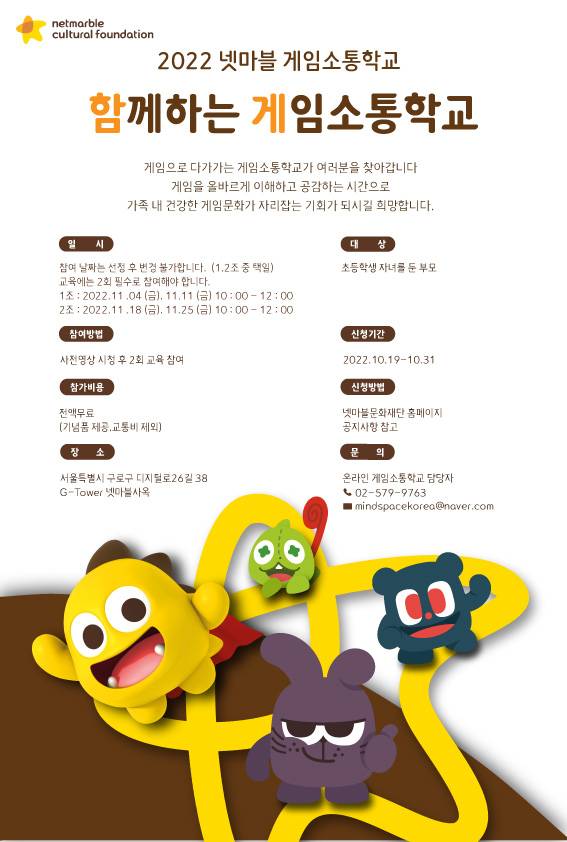 netmarble
cultural foundation
2022 넷마블 게임소통학교
함께하는 게임소통학교
게임으로 다가가는 게임소통학교가 여러분을 찾아갑니다
게임을 올바르게 이해하고 공감하는 시간으로
가족 내 건강한 게임문화가 자리잡는 기회가 되시길 희망합니다.
일 시
참여 날짜는 선정 후 변경 불가합니다. (1.2조 중 택일)
교육에는 2회 필수로 참여해야 합니다.
1조 : 2022.11 .04 (금). 11.11 (금) 10 : 00 - 12 : 00
2조 : 2022.11 .18 (금). 11.25 (금) 10 : 00 - 12 : 00
대 상
초등학생 자녀를 둔 부모
참여방법
사전영상 시청 후 2회 교육 참여
신청기간
2022.10.19-10.31
참가비용
전액무료
(기념품 제공.교통비 제외)
신청방법
넷마블문화재단 홈페이지
공지사항 참고
장 소
서울특별시 구로구 디지털로26길 38
G-Tower 넷마블사옥
문 의
온라인 게임소통학교 담당자
02-579-9763
mindspacekorea@naver.com